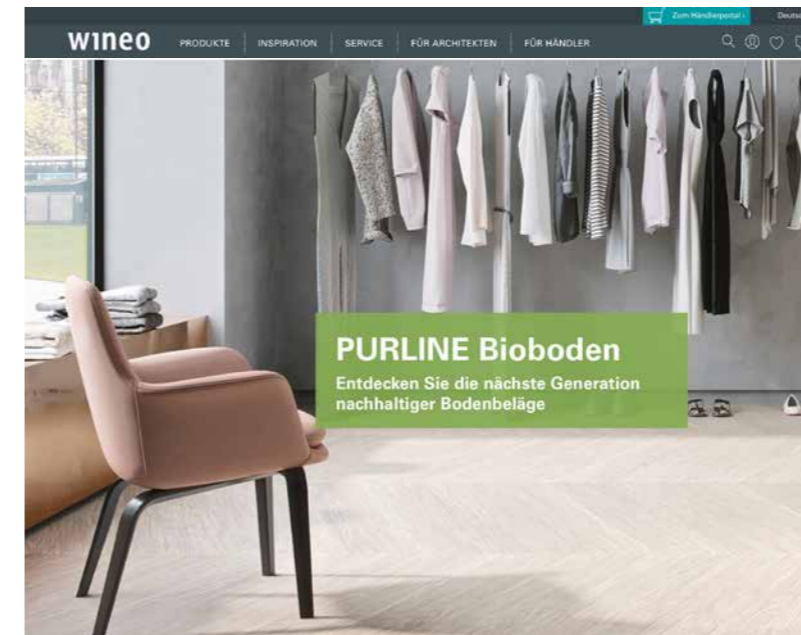 Zum Händlerportal ›
wineo
PRODUKTE
INSPIRATION
SERVICE
FÜR ARCHITEKTEN
FÜR HÄNDLER
PURLINE Bioboden
Entdecken Sie die nächste Generation
nachhaltiger Bodenbeläge